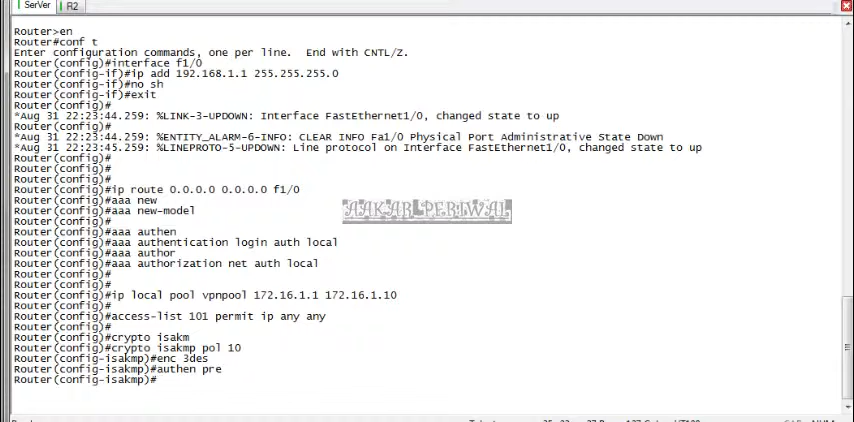 SerVer R2
Router>en
Router#conf t
Enter configuration commands, one per line. End with CNTL/Z.
Router(config)#interface f1/0
Router(config-if)#ip add 192.168.1.1 255.255.255.0
Router(config-if)#no sh
Router(config-if)#exit
Router(config)#
*Aug 31 22:23:44.259: %LINK-3-UPDOWN: Interface FastEthernet1/0, changed state to up
Router(config)#
*Aug 31 22:23:44.259: %ENTITY_ALARM-6-INFO: CLEAR INFO Fa1/0 Physical Port Administrative State Down
*Aug 31 22:23:45.259: %LINEPROTO-5-UPDOWN: Line protocol on Interface FastEthernet1/0, changed state to up
Router(config)#
Router(config)#
Router(config)#
Router(config)#ip route 0.0.0.0 0.0.0.0 f1/0
Router(config)#aaa new
Router(config)#aaa new-model
Router(config)#
Router(config)#aaa authen
Router(config)#aaa authentication login auth local
Router(config)#aaa author
Router(config)#aaa authorization net auth local
Router(config)#
Router(config)#
Router(config)#ip local pool vpnpool 172.16.1.1 172.16.1.10
Router(config)#
Router(config)#access-list 101 permit ip any any
Router(config)#
Router(config)#crypto isakm
Router(config)#crypto isakmp pol 10
Router(config-isakmp)#enc 3des
Router(config-isakmp)#authen pre
Router(config-isakmp)#
AAKAR PERIWAL